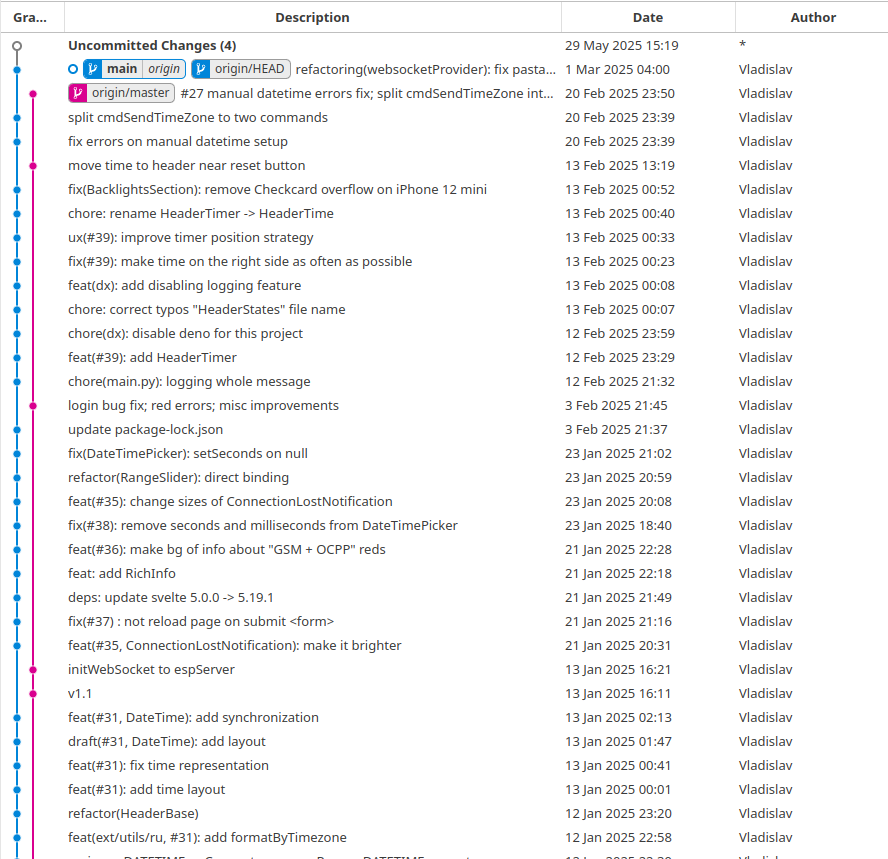 Gra... Description Date Author
Uncommitted Changes (4) 29 May 2025 15:19 *
main origin origin/HEAD refactoring(websocketProvider): fix pasta... 1 Mar 2025 04:00 Vladislav
origin/master #27 manual datetime errors fix; split cmdSendTimeZone int... 20 Feb 2025 23:50 Vladislav
split cmdSendTimeZone to two commands 20 Feb 2025 23:39 Vladislav
fix errors on manual datetime setup 20 Feb 2025 23:39 Vladislav
move time to header near reset button 13 Feb 2025 13:19 Vladislav
fix(BacklightsSection): remove Checkcard overflow on iPhone 12 mini 13 Feb 2025 00:52 Vladislav
chore: rename HeaderTimer -> HeaderTime 13 Feb 2025 00:40 Vladislav
ux(#39): improve timer position strategy 13 Feb 2025 00:33 Vladislav
fix(#39): make time on the right side as often as possible 13 Feb 2025 00:23 Vladislav
feat(dx): add disabling logging feature 13 Feb 2025 00:08 Vladislav
chore: correct typos "HeaderStates" file name 13 Feb 2025 00:07 Vladislav
chore(dx): disable deno for this project 12 Feb 2025 23:59 Vladislav
feat(#39): add HeaderTimer 12 Feb 2025 23:29 Vladislav
chore(main.py): logging whole message 12 Feb 2025 21:32 Vladislav
login bug fix; red errors; misc improvements 3 Feb 2025 21:45 Vladislav
update package-lock.json 3 Feb 2025 21:37 Vladislav
fix(DateTimePicker): setSeconds on null 23 Jan 2025 21:02 Vladislav
refactor(RangeSlider): direct binding 23 Jan 2025 20:59 Vladislav
feat(#35): change sizes of ConnectionLostNotification 23 Jan 2025 20:08 Vladislav
fix(#38): remove seconds and milliseconds from DateTimePicker 23 Jan 2025 18:40 Vladislav
feat(#36): make bg of info about "GSM + OCPP" reds 21 Jan 2025 22:28 Vladislav
feat: add RichInfo 21 Jan 2025 22:18 Vladislav
deps: update svelte 5.0.0 -> 5.19.1 21 Jan 2025 21:49 Vladislav
fix(#37) : not reload page on submit <form> 21 Jan 2025 21:16 Vladislav
feat(#35, ConnectionLostNotification): make it brighter 21 Jan 2025 20:31 Vladislav
initWebSocket to espServer 13 Jan 2025 16:21 Vladislav
v1.1 13 Jan 2025 16:11 Vladislav
feat(#31, DateTime): add synchronization 13 Jan 2025 02:13 Vladislav
draft(#31, DateTime): add layout 13 Jan 2025 01:47 Vladislav
feat(#31): fix time representation 13 Jan 2025 00:41 Vladislav
feat(#31): add time layout 13 Jan 2025 00:01 Vladislav
refactor(HeaderBase) 12 Jan 2025 23:20 Vladislav
feat(ext/utils/ru, #31): add formatByTimezone 12 Jan 2025 22:58 Vladislav